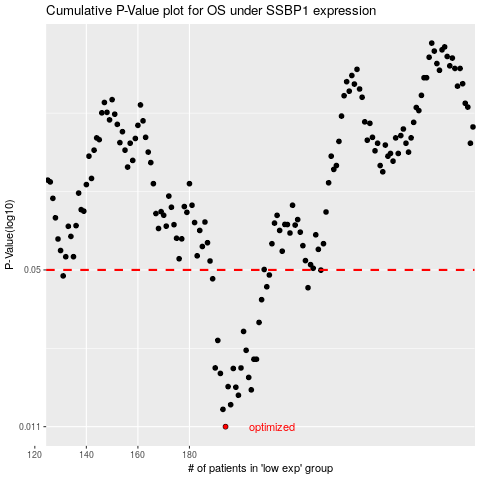 Cumulative P-Value plot for OS under SSBP1 expression
P-Value(log10)
0.05
0.011
optimized
120 140 160 180
# of patients in 'low exp' group